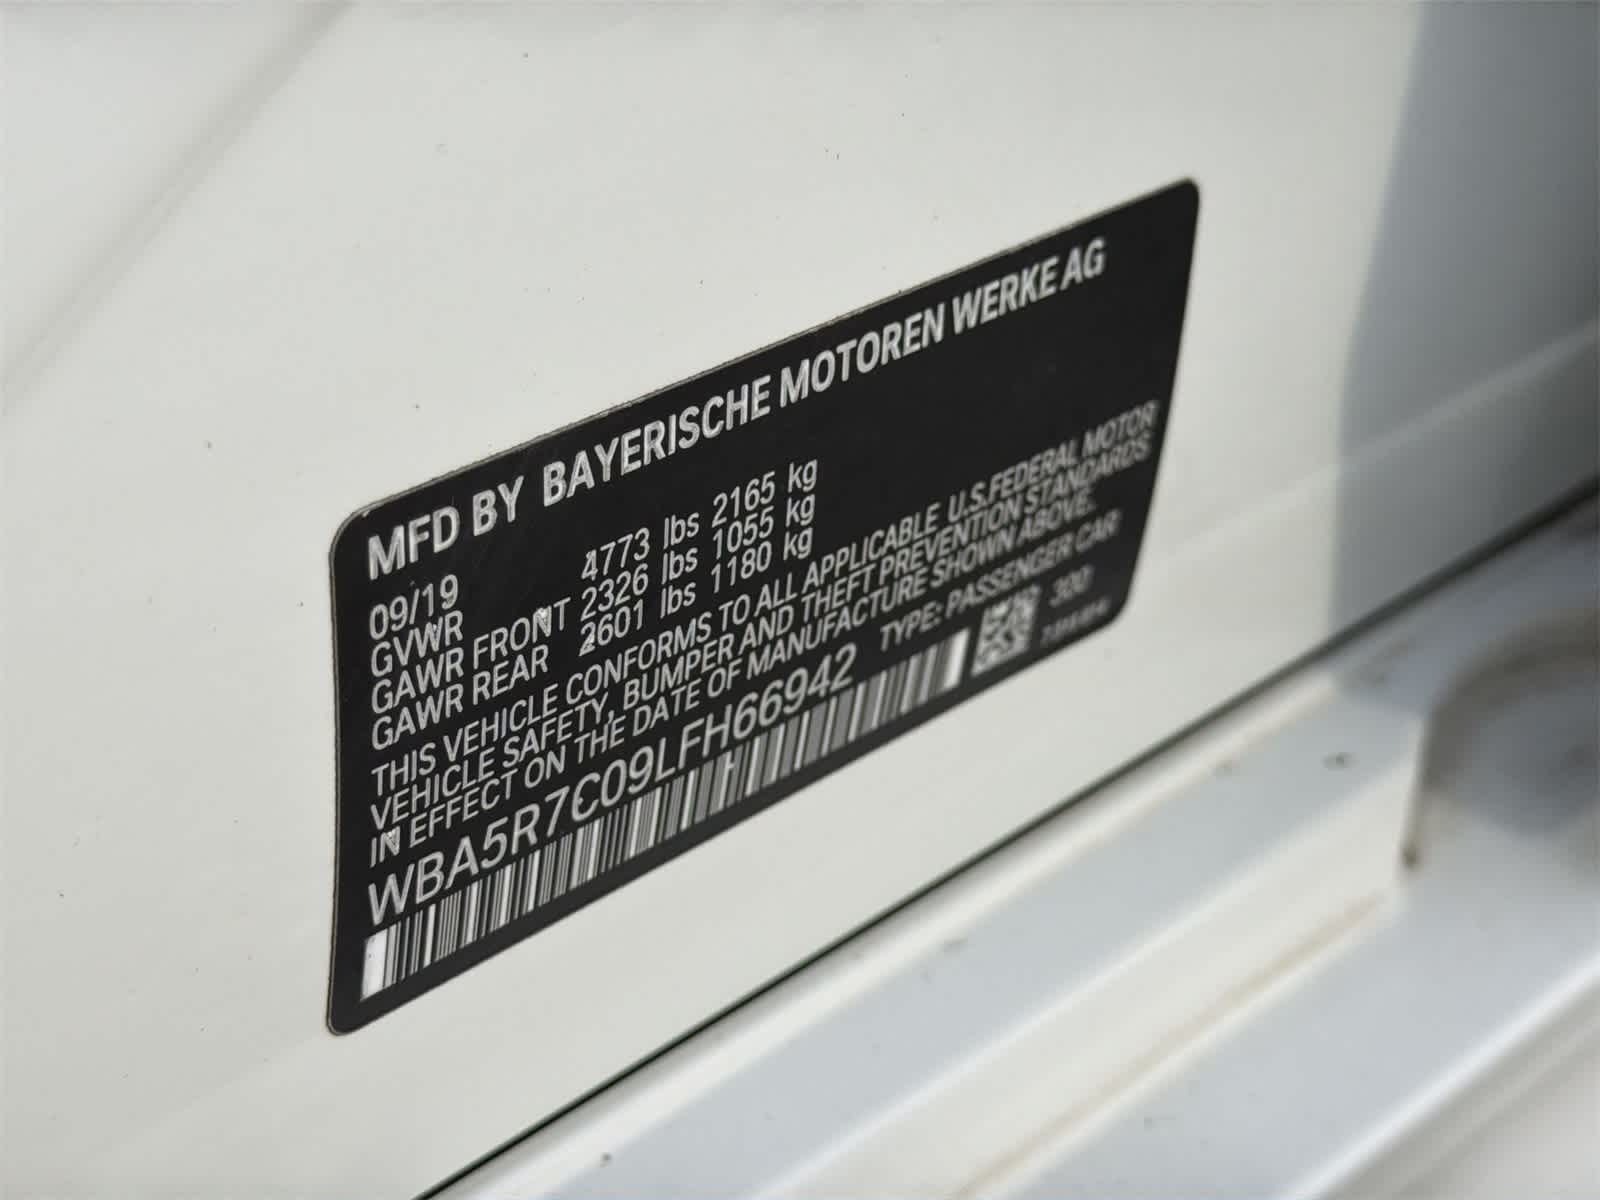 MFD BY BAYERISCHE MOTOREN WERKE AG
09/19
GVWR 4773 lbs 2165 kg
GAWR FRONT 2326 lbs 1055 kg
GAWR REAR 2601 lbs 1180 kg
THIS VEHICLE CONFORMS TO ALL APPLICABLE U.S.FEDERAL MOTOR
VEHICLE SAFETY, BUMPER AND THEFT PREVENTION STANDARDS
IN EFFECT ON THE DATE OF MANUFACTURE SHOWN ABOVE.
WBA5R7C09LFH66942 TYPE: PASSENGER CAR
300